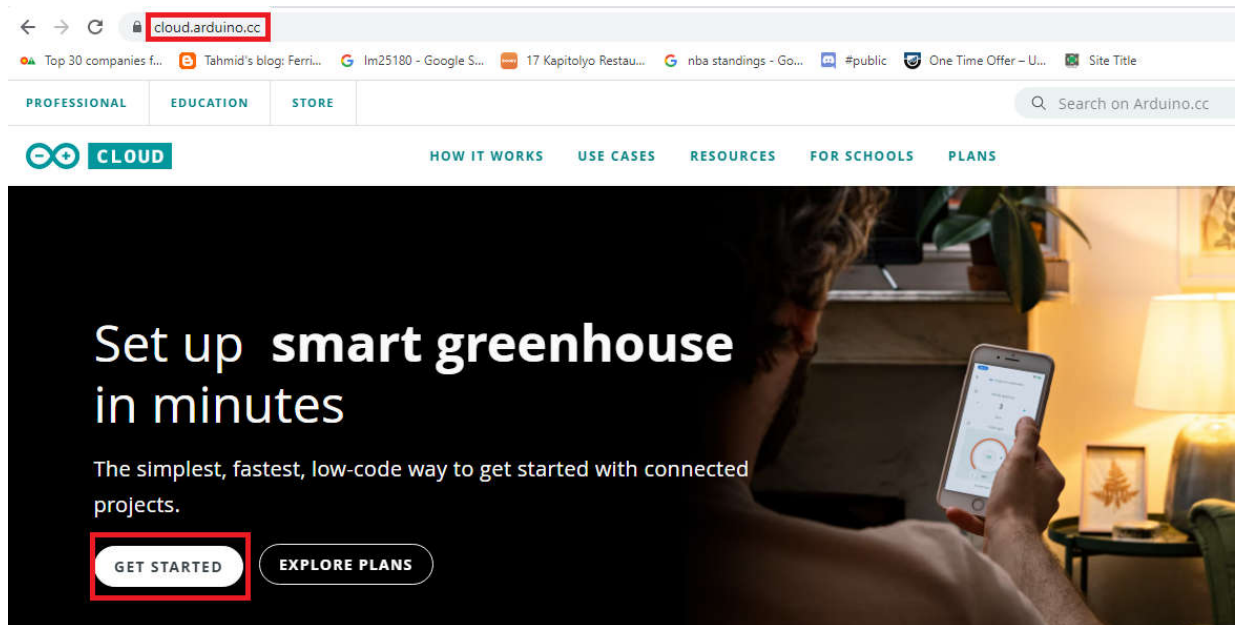 cloud.arduino.cc
Top 30 companies f... Tahmid's blog: Ferri... lm25180 - Google S... 17 Kapitolyo Restau... nba standings - Go... #public One Time Offer – U... Site Title
PROFESSIONAL EDUCATION STORE Search on Arduino.cc
CLOUD HOW IT WORKS USE CASES RESOURCES FOR SCHOOLS PLANS
Set up smart greenhouse
in minutes
The simplest, fastest, low-code way to get started with connected
projects.
GET STARTED EXPLORE PLANS